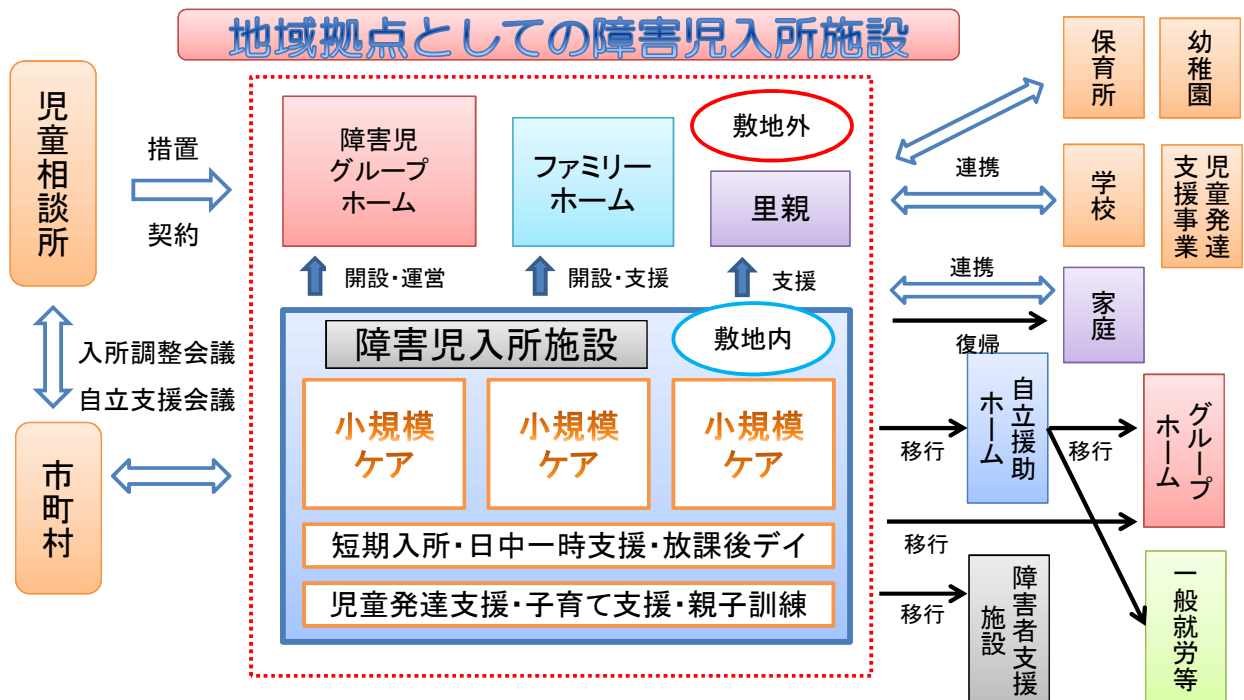 地域拠点としての障害児入所施設
児童相談所
措置
契約
入所調整会議
自立支援会議
市町村
障害児
グループ
ホーム
ファミリー
ホーム
敷地外
里親
開設・運営
開設・支援
支援
障害児入所施設
敷地内
小規模
ケア
小規模
ケア
小規模
ケア
短期入所・日中一時支援・放課後デイ
児童発達支援・子育て支援・親子訓練
保育所
幼稚園
連携
学校
児童発達
支援事業
連携
家庭
復帰
移行
自立援助
ホーム
移行
グループ
ホーム
移行
移行
障害者支援
施設
一般就労等